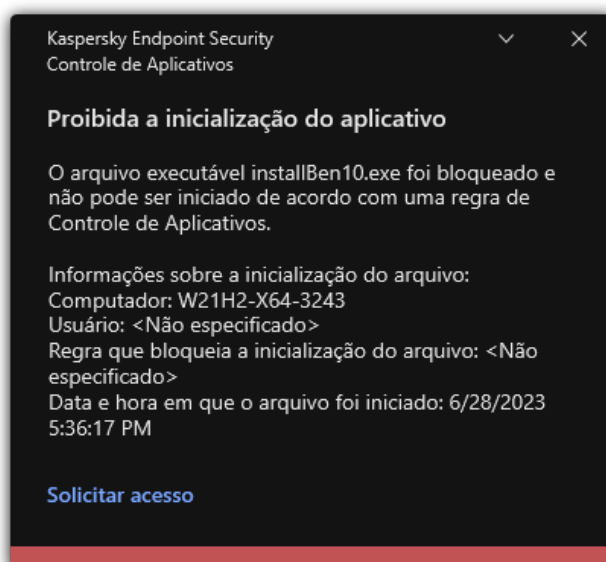 Kaspersky Endpoint Security
Controle de Aplicativos
Proibida a inicialização do aplicativo
O arquivo executável installBen10.exe foi bloqueado e
não pode ser iniciado de acordo com uma regra de
Controle de Aplicativos.
Informações sobre a inicialização do arquivo:
Computador: W21H2-X64-3243
Usuário: <Não especificado>
Regra que bloqueia a inicialização do arquivo: <Não
especificado>
Data e hora em que o arquivo foi iniciado: 6/28/2023
5:36:17 PM
Solicitar acesso